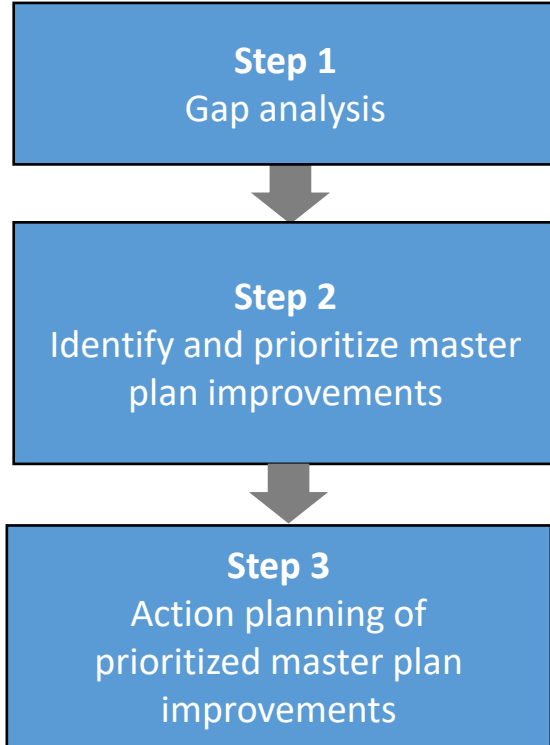 Step 1
Gap analysis
Step 2
Identify and prioritize master
plan improvements
Step 3
Action planning of
prioritized master plan
improvements